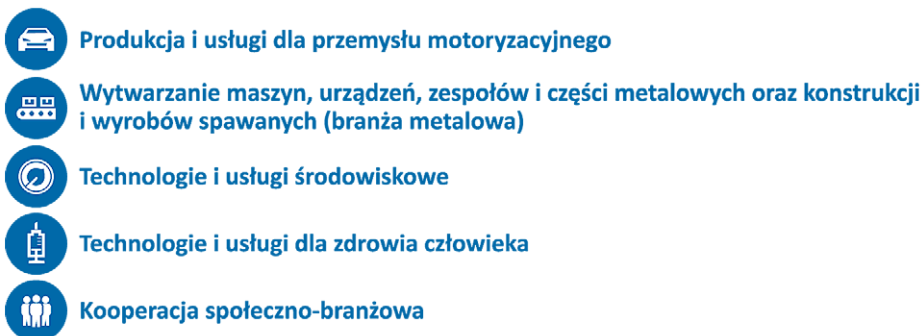 Produkcja i usługi dla przemysłu motoryzacyjnego
Wytwarzanie maszyn, urządzeń, zespołów i części metalowych oraz konstrukcji
i wyrobów spawanych (branża metalowa)
Technologie i usługi środowiskowe
Technologie i usługi dla zdrowia człowieka
Kooperacja społeczno-branżowa